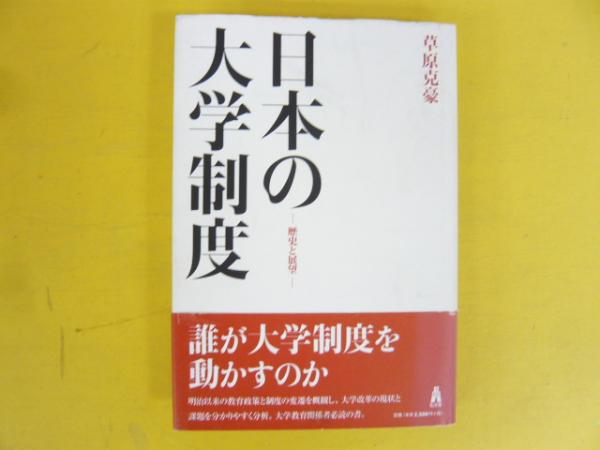 草原克豪
日本の
大学制度
―歴史と展望―
誰が大学制度を
動かすのか
明治以来の教育政策と制度の変遷を概観し、大学改革の現状と
課題を分かりやすく分析。大学教育関係者必読の書。